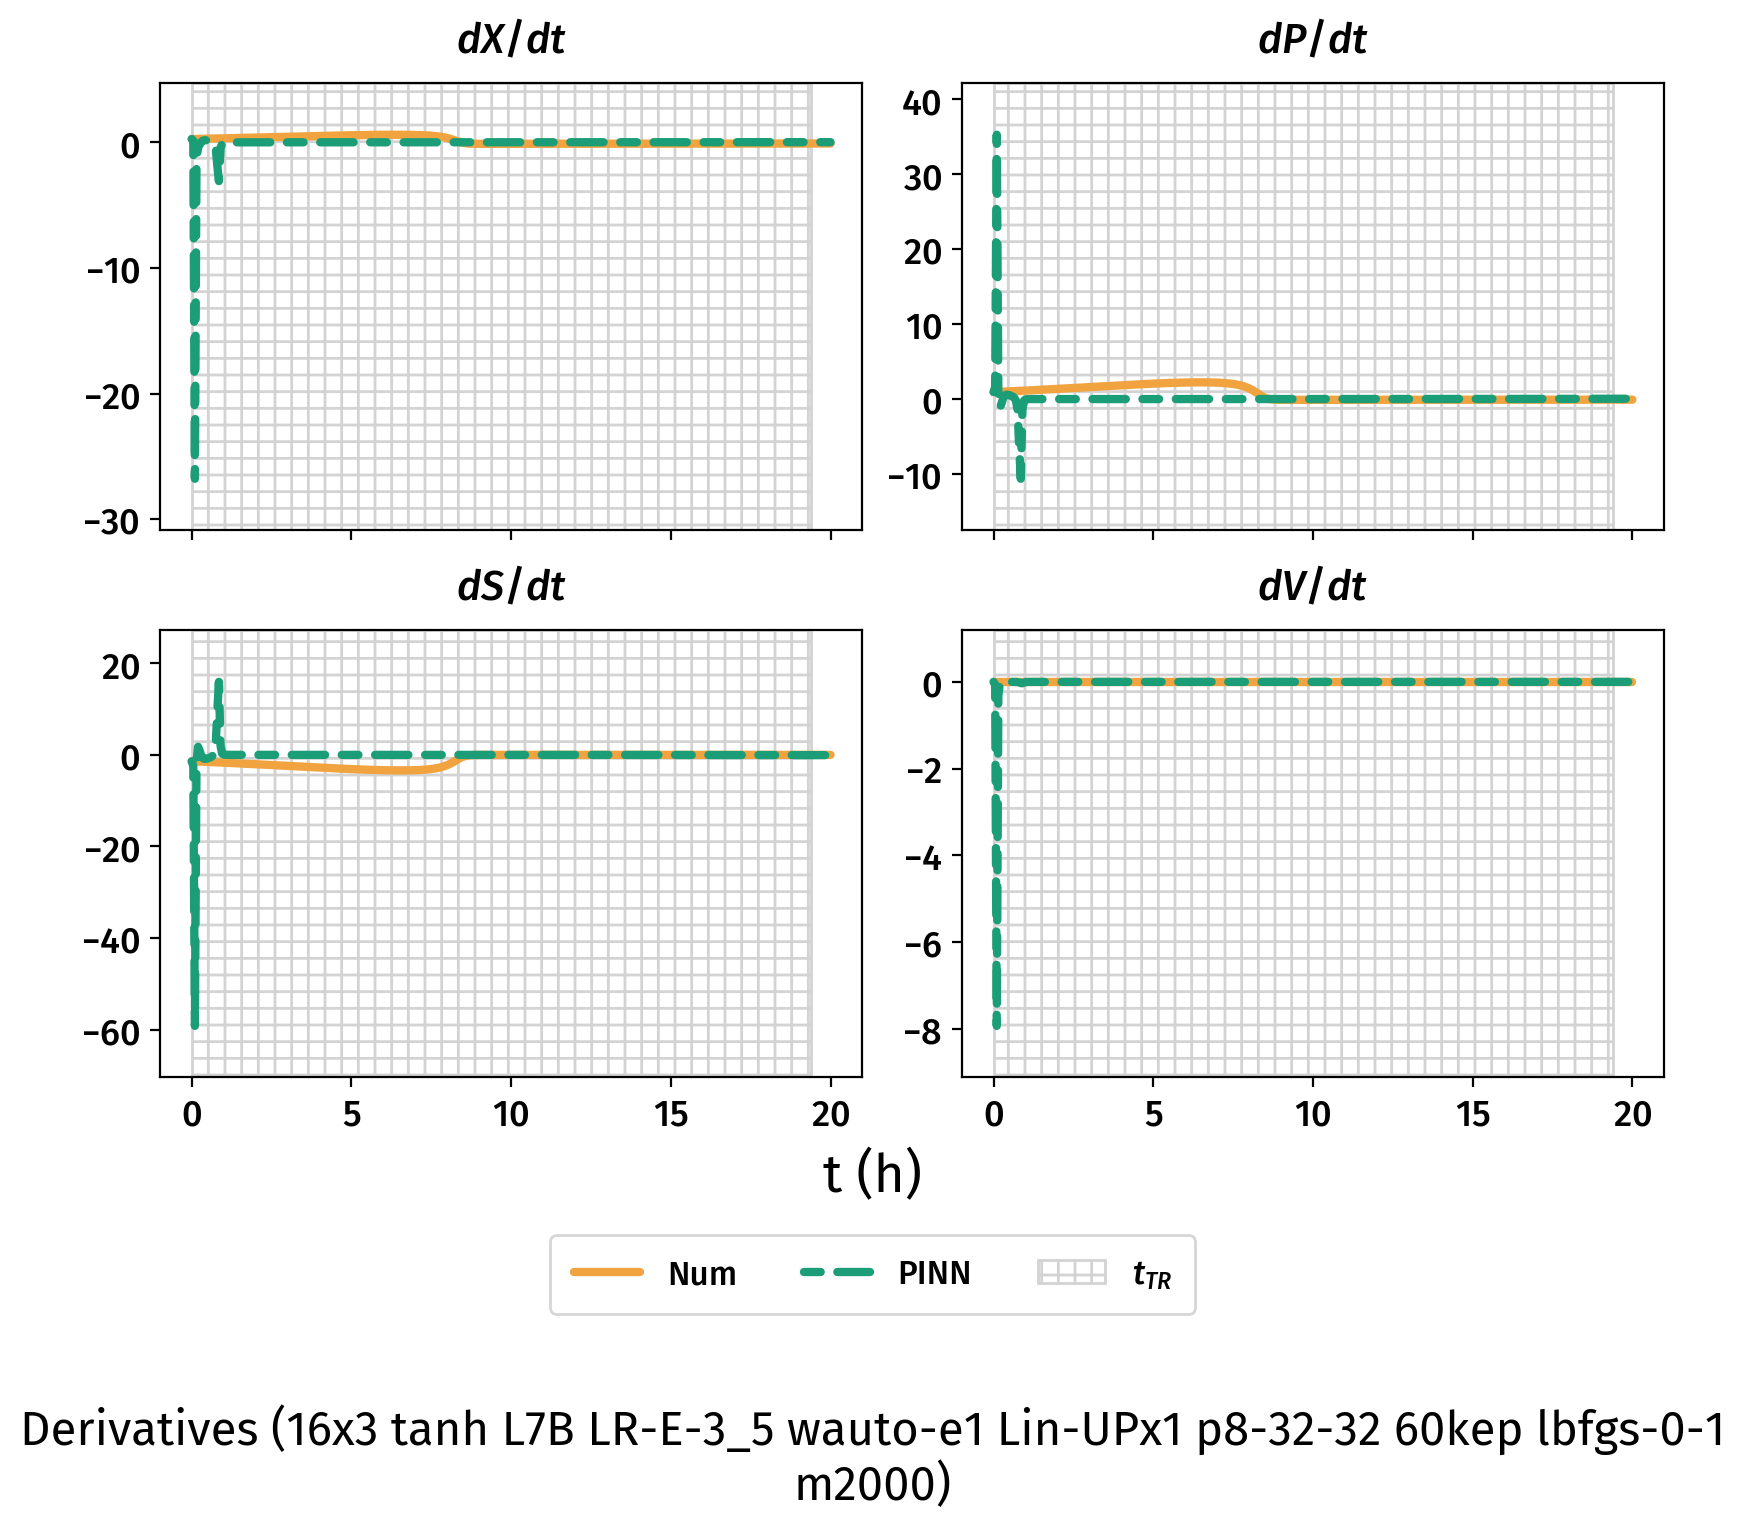 dX/dt
dP/dt
0
−10
−20
−30
40
30
20
10
0
−10
dS/dt
dV/dt
20
0
−20
−40
−60
0
−2
−4
−6
−8
0 5 10 15 20
0 5 10 15 20
t (h)
Num PINN tTR
Derivatives (16x3 tanh L7B LR-E-3_5 wauto-e1 Lin-UPx1 p8-32-32 60kep lbfgs-0-1
m2000)